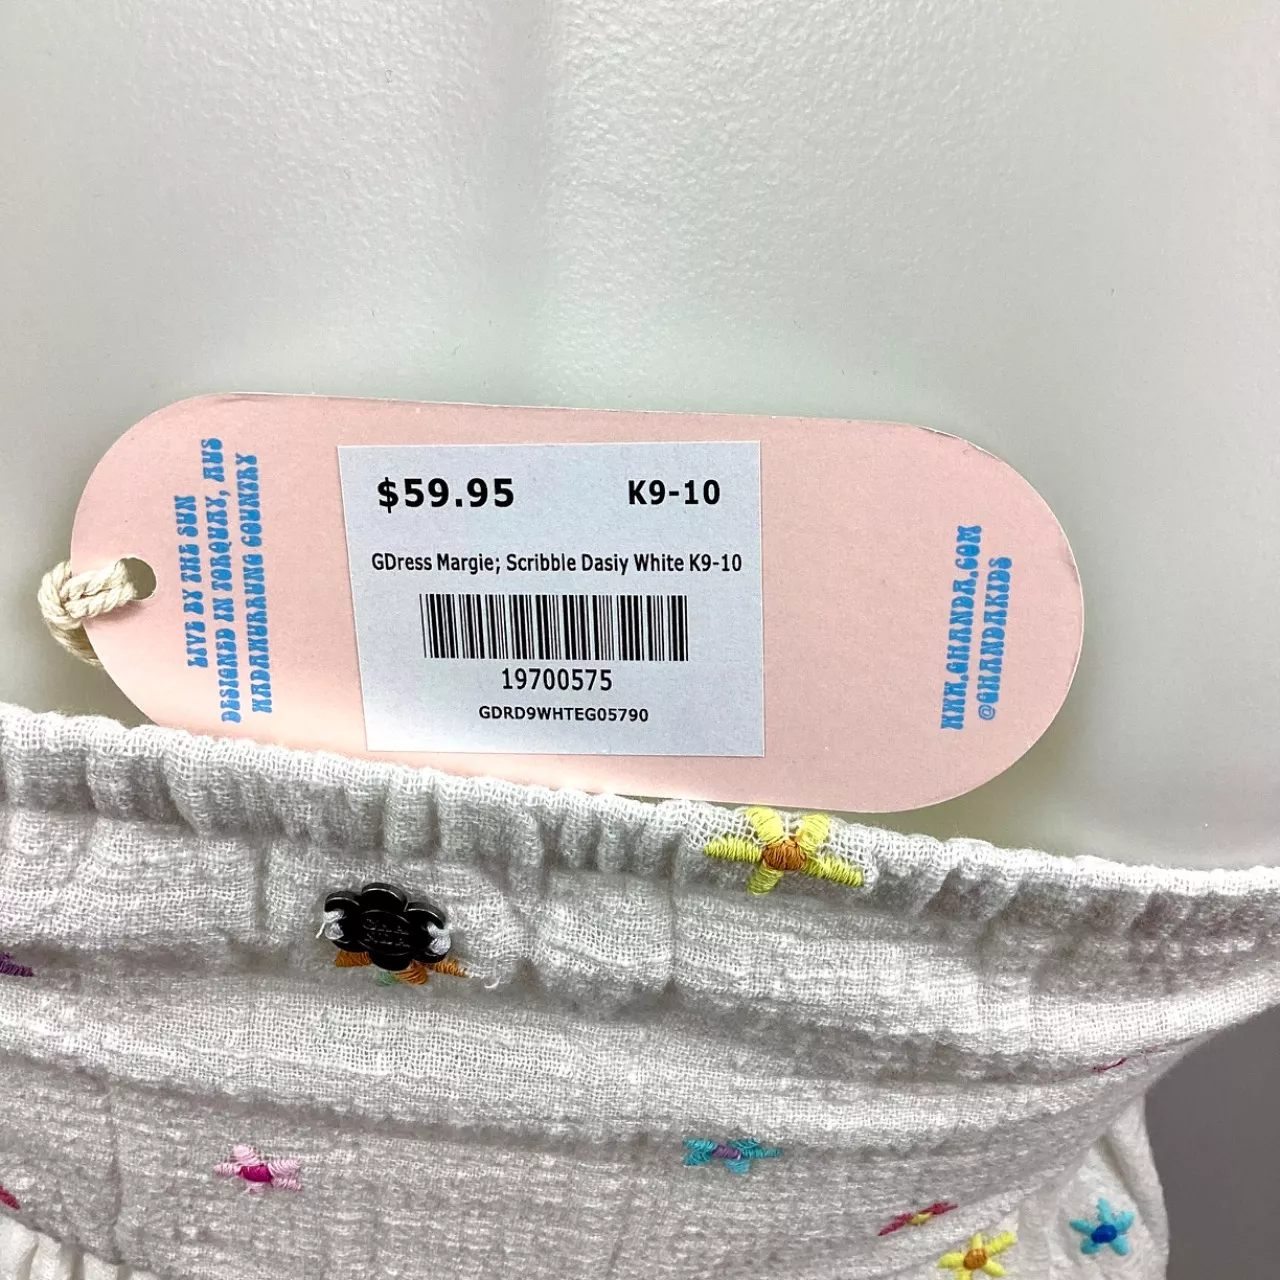 LIVE BY THE SUN
DESIGNED IN TORQUAY, AUS
WADAWURRUNG COUNTRY
$59.95 K9-10
GDress Margie; Scribble Dasiy White K9-10
19700575
GDRD9WHTEG05790
WWW.GHANDA.COM
@GHANDAKIDS